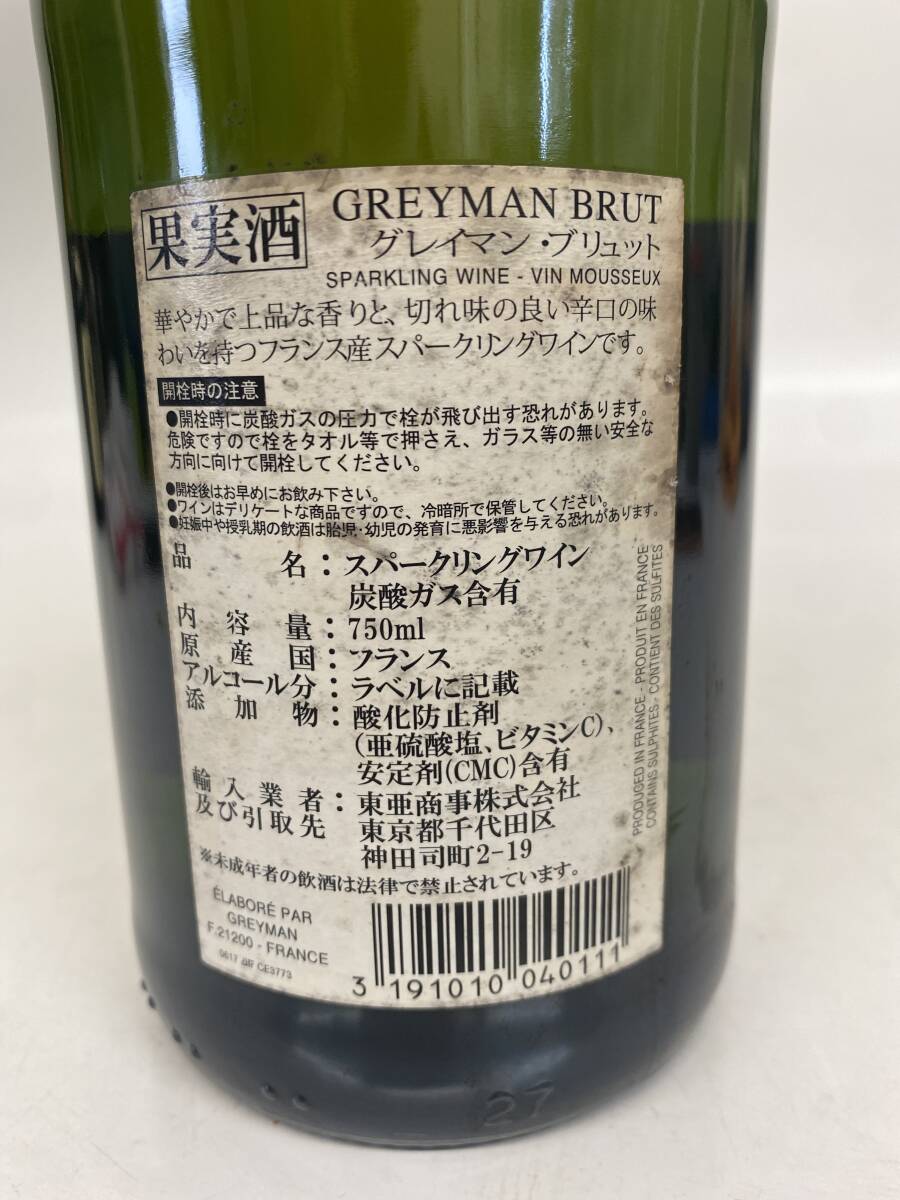 果実酒
GREYMAN BRUT
グレイマン・ブリュット
SPARKLING WINE - VIN MOUSSEUX
華やかで上品な香りと、切れ味の良い辛口の味
わいを持つフランス産スパークリングワインです。
開栓時の注意
●開栓時に炭酸ガスの圧力で栓が飛び出す恐れがあります。
危険ですので栓をタオル等で押さえ、ガラス等の無い安全な
方向に向けて開栓してください。
●開栓後はお早めにお飲み下さい。
●ワインはデリケートな商品ですので、冷暗所で保管してください。
●妊娠中や授乳期の飲酒は胎児・幼児の発育に悪影響を与える恐れがあります。
品名：スパークリングワイン
炭酸ガス含有
内容量：750ml
原産国：フランス
アルコール分：ラベルに記載
添加物：酸化防止剤
(亜硫酸塩、ビタミンC)、
安定剤(CMC)含有
輸入業者：東亜商事株式会社
及び引取先 東京都千代田区
神田司町2-19
※未成年者の飲酒は法律で禁止されています。
PRODUCED IN FRANCE - PRODUIT EN FRANCE
CONTAINS SULPHITES - CONTIENT DES SULFITES
ÉLABORÉ PAR
GREYMAN
F.21200 - FRANCE
CE3773
3 191010 040111
27